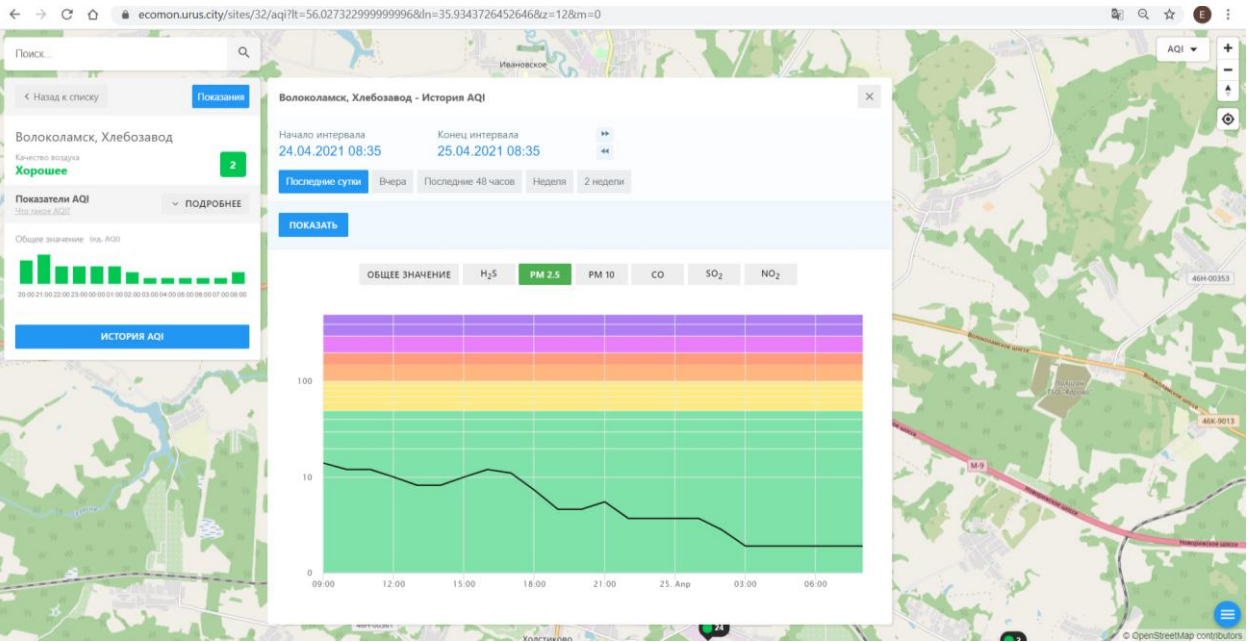 ecomon.urus.city/sites/32/aqi?lt=56.027322999999996&ln=35.9343726452646&z=12&m=0
E
Поиск...
Ивановское
AQI
< Назад к списку
Показания
Волоколамск, Хлебозавод
Качество воздуха
Хорошее
2
Показатели AQI
Что такое AQI?
ПОДРОБНЕЕ
Общее значение (ед. AQI)
20:00 21:00 22:00 23:00 00:00 01:00 02:00 03:00 04:00 05:00 06:00 07:00 08:00
ИСТОРИЯ AQI
Волоколамск, Хлебозавод - История AQI
Начало интервала
24.04.2021 08:35
Конец интервала
25.04.2021 08:35
Последние сутки
Вчера
Последние 48 часов
Неделя
2 недели
ПОКАЗАТЬ
ОБЩЕЕ ЗНАЧЕНИЕ
H2S
PM 2.5
PM 10
CO
SO2
NO2
100
10
0
09:00 12:00 15:00 18:00 21:00 25. Апр 03:00 06:00
46Н-00353
Волоколамское шоссе
46К-9013
М-9
Новорижское шоссе
Новорижское шоссе
Холстиково
24
2
© OpenStreetMap contributors